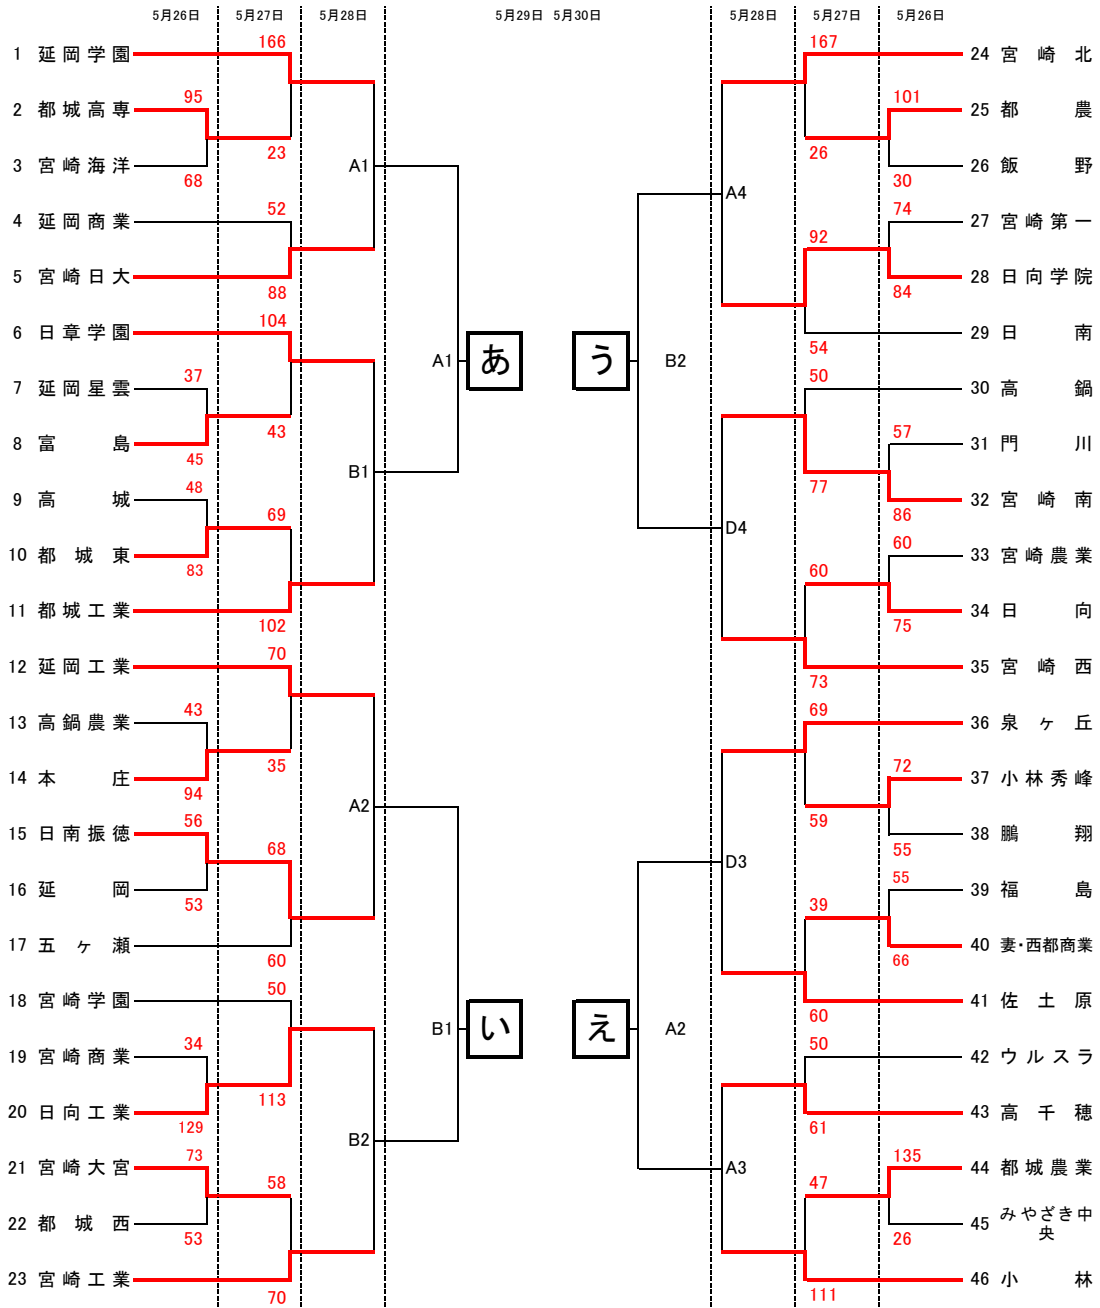 5月26日 5月27日 5月28日 5月29日 5月30日 5月28日 5月27日 5月26日
166
1 延岡学園
95
2 都城高専
23
3 宮崎海洋
68
A1
52
4 延岡商業
5 宮崎日大
88
104
6 日章学園
37
7 延岡星雲
43
8 富島
45
A1
あ
B1
48
9 高城
69
10 都城東
83
11 都城工業
102
70
12 延岡工業
43
13 高鍋農業
35
14 本庄
94
A2
56
15 日南振徳
68
16 延岡
53
17 五ヶ瀬
60
50
18 宮崎学園
B1
い
34
19 宮崎商業
113
20 日向工業
129
B2
73
21 宮崎大宮
58
22 都城西
53
23 宮崎工業
70
167
24 宮崎北
101
25 都農
26
26 飯野
30
A4
74
27 宮崎第一
92
28 日向学院
84
29 日南
54
う
B2
50
30 高鍋
57
31 門川
77
32 宮崎南
86
D4
60
33 宮崎農業
60
34 日向
75
35 宮崎西
73
69
36 泉ヶ丘
72
37 小林秀峰
59
38 鵬翔
55
D3
55
39 福島
39
40 妻・西都商業
66
41 佐土原
60
え
A2
50
42 ウルスラ
43 高千穂
61
A3
135
44 都城農業
47
45 みやざき中
央
26
46 小林
111